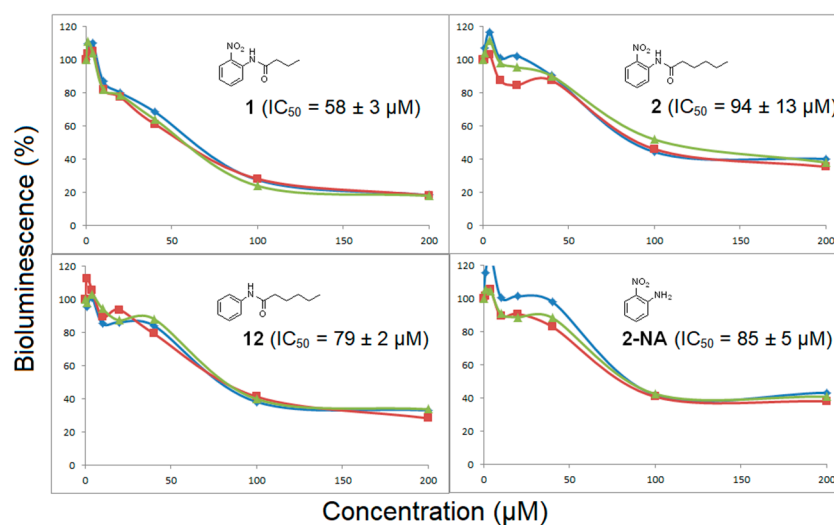 Bioluminescence (%)
120
100
80
60
40
20
0
0
50
100
150
200
NO2
H
N
O
1 (IC50 = 58 ± 3 µM)
120
100
80
60
40
20
0
0
50
100
150
200
NO2
H
N
O
2 (IC50 = 94 ± 13 µM)
120
100
80
60
40
20
0
0
50
100
150
200
H
N
O
12 (IC50 = 79 ± 2 µM)
120
100
80
60
40
20
0
0
50
100
150
200
NO2
NH2
2-NA (IC50 = 85 ± 5 µM)
Concentration (µM)